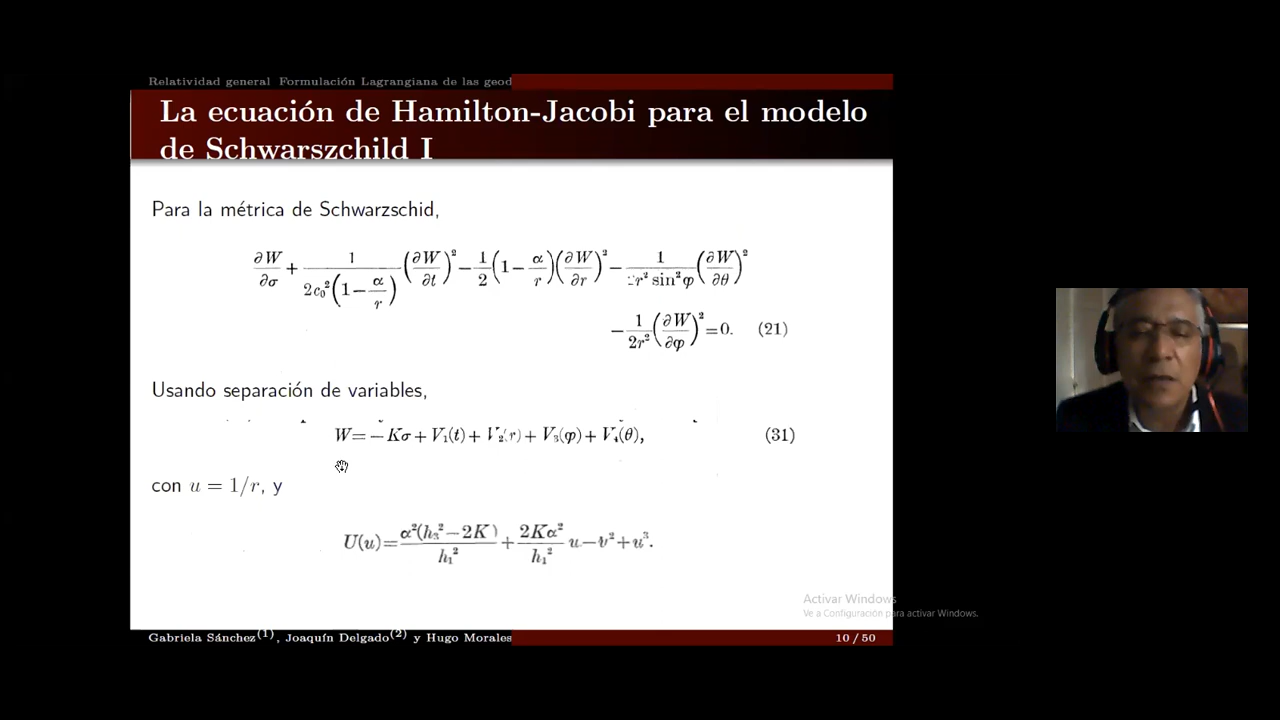 Relatividad general Formulación Lagrangiana de las geod
La ecuación de Hamilton-Jacobi para el modelo
de Schwarszchild I
Para la métrica de Schwarzschid,
∂W/∂σ + 1/(2c₀²(1−α/r)) (∂W/∂t)² − 1/2 (1−α/r)(∂W/∂r)² − 1/(2r² sin²φ) (∂W/∂θ)²
− 1/(2r²) (∂W/∂φ)² = 0. (21)
Usando separación de variables,
W=−Kσ+V₁(t)+V₂(r)+V₃(φ)+V₄(θ), (31)
con u = 1/r, y
U(u)= α²(h₃²−2K)/h₁² + 2Kα²/h₁² u−v²+u³.
Activar Windows
Ve a Configuración para activar Windows.
Gabriela Sánchez(1), Joaquín Delgado(2) y Hugo Morales
10 / 50